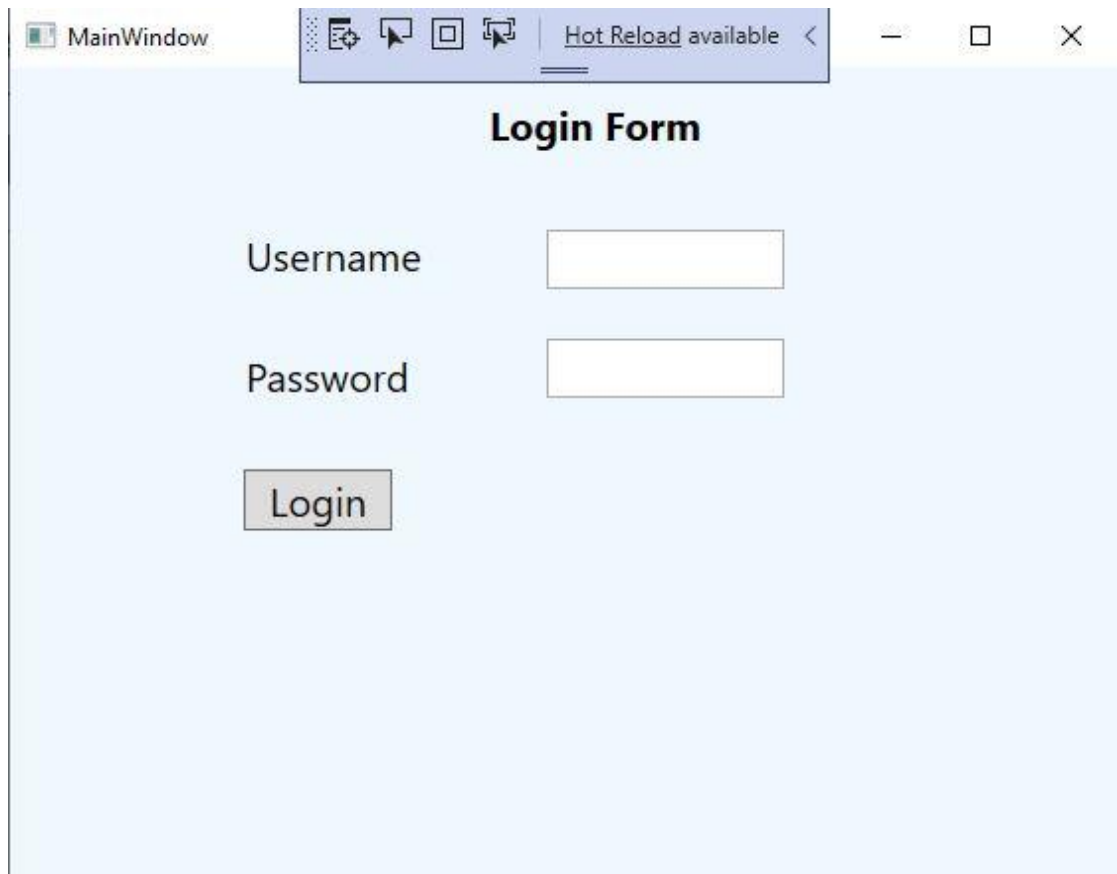 MainWindow
Hot Reload available
Login Form
Username
Password
Login